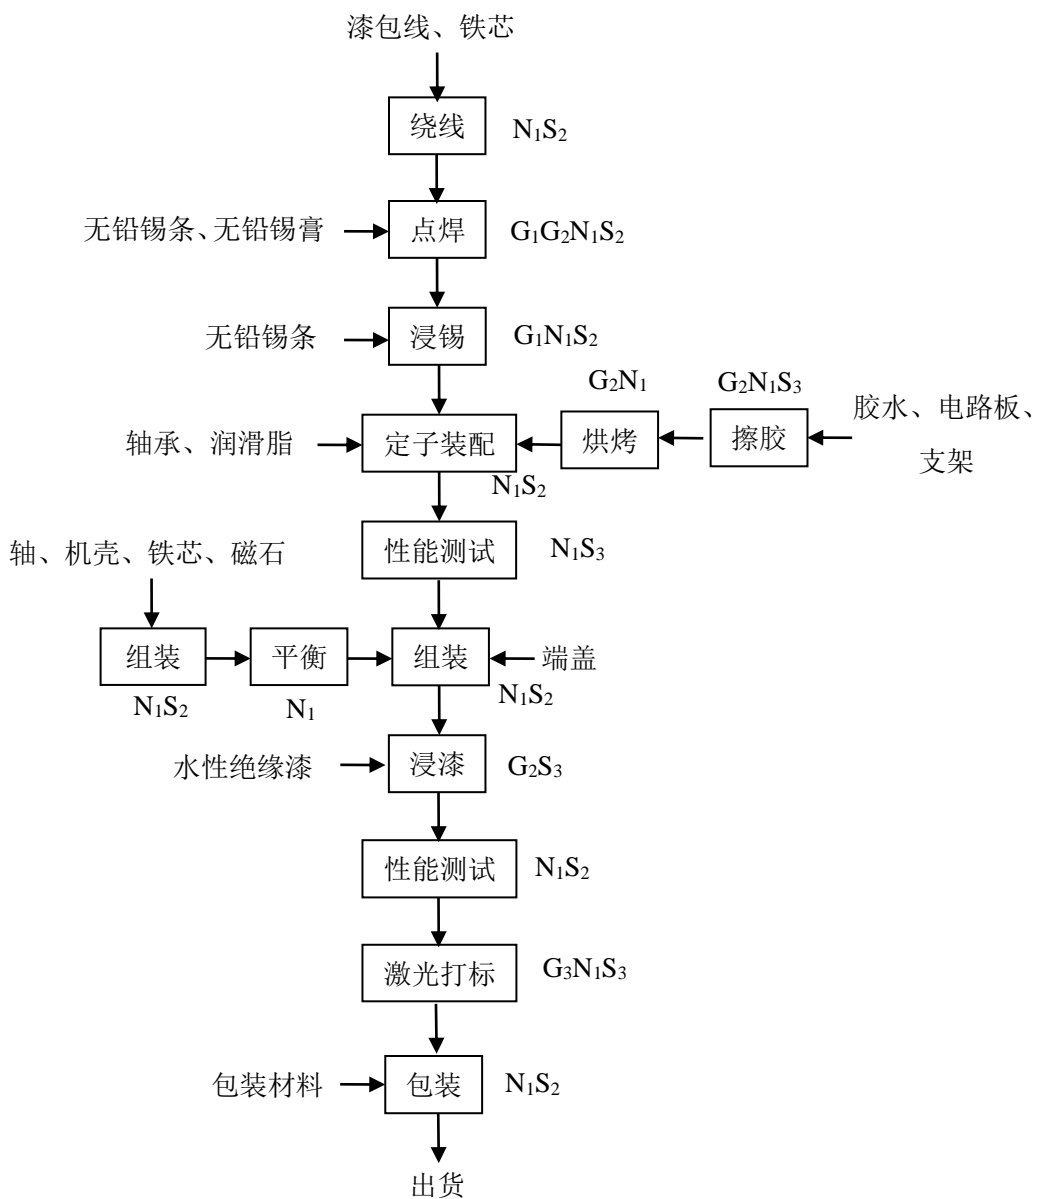 漆包线、铁芯
绕线
N₁S₂
无铅锡条、无铅锡膏
点焊
G₁G₂N₁S₂
无铅锡条
浸锡
G₁N₁S₂
G₂N₁
G₂N₁S₃
轴承、润滑脂
定子装配
烘烤
擦胶
胶水、电路板、
支架
N₁S₂
性能测试
N₁S₃
轴、机壳、铁芯、磁石
组装
平衡
组装
端盖
N₁S₂
N₁
N₁S₂
水性绝缘漆
浸漆
G₂S₃
性能测试
N₁S₂
激光打标
G₃N₁S₃
包装材料
包装
N₁S₂
出货